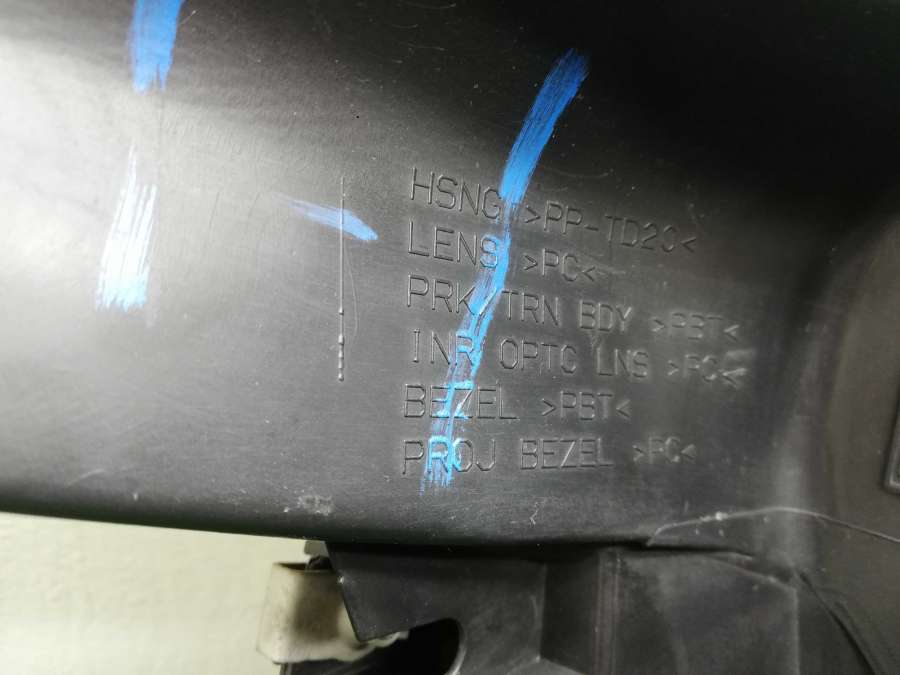 HSNG >PP-TD20<
LENS >PC<
PRK/TRN BDY >PBT<
INR OPTC LNS >PC<
BEZEL >PBT<
PROJ BEZEL >PC<